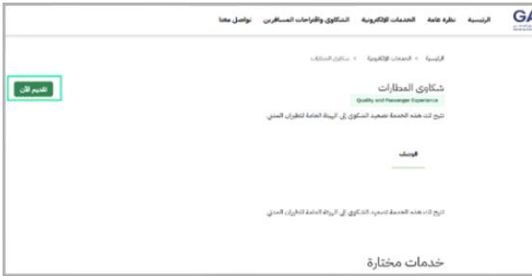 GA
الرئيسية نظرة عامة الخدمات الإلكترونية الشكاوى واقتراحات المسافرين تواصل معنا
الرئيسية > الخدمات الإلكترونية > شكاوى المطارات
شكاوى المطارات
تقديم الآن
Quality and Passenger Experience
تتيح لك هذه الخدمة تصعيد الشكاوى إلى الهيئة العامة للطيران المدني
الوصف
تتيح لك هذه الخدمة تصعيد الشكاوى إلى الهيئة العامة للطيران المدني
خدمات مختارة